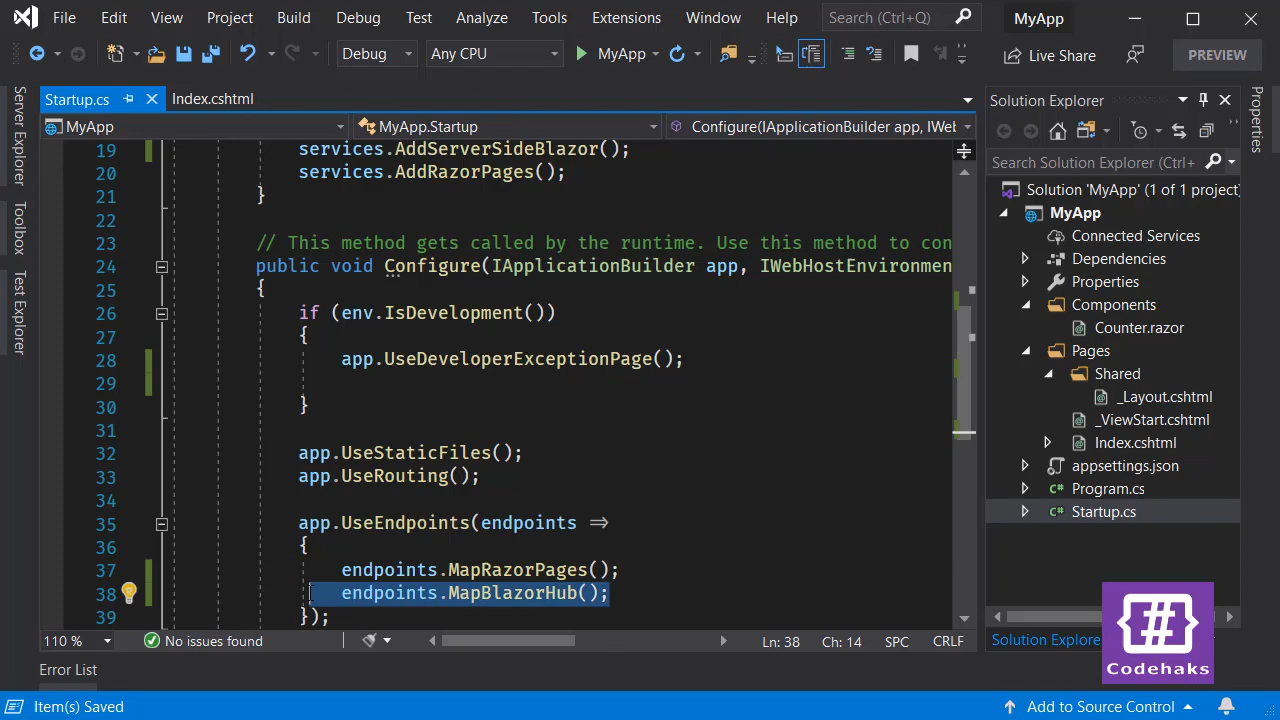 File Edit View Project Build Debug Test Analyze Tools Extensions Window Help Search (Ctrl+Q) MyApp
Debug Any CPU MyApp Live Share PREVIEW
Server Explorer
Toolbox
Test Explorer
Startup.cs Index.cshtml
MyApp MyApp.Startup Configure(IApplicationBuilder app, IWeb
19 services.AddServerSideBlazor();
20 services.AddRazorPages();
21 }
22
23 // This method gets called by the runtime. Use this method to con
24 public void Configure(IApplicationBuilder app, IWebHostEnvironmen
25 {
26 if (env.IsDevelopment())
27 {
28 app.UseDeveloperExceptionPage();
29
30 }
31
32 app.UseStaticFiles();
33 app.UseRouting();
34
35 app.UseEndpoints(endpoints =>
36 {
37 endpoints.MapRazorPages();
38 endpoints.MapBlazorHub();
39 });
110 % No issues found Ln: 38 Ch: 14 SPC CRLF
Error List
Item(s) Saved
Solution Explorer
Search Solution Explorer (Ctrl+
Solution 'MyApp' (1 of 1 project)
MyApp
Connected Services
Dependencies
Properties
Components
Counter.razor
Pages
Shared
_Layout.cshtml
_ViewStart.cshtml
Index.cshtml
appsettings.json
Program.cs
Startup.cs
Solution Explore
Properties
{#}
Codehaks
Add to Source Control